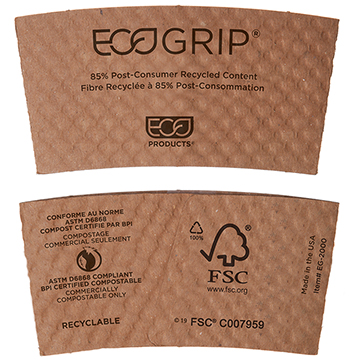 ECOGRIP®
85% Post-Consumer Recycled Content
Fibre Recyclée à 85% Post-Consommation
ECO
PRODUCTS®
CONFORME AU NORME
ASTM D6868
COMPOST CERTIFIÉ PAR BPI
COMPOSTAGE
COMMERCIAL SEULEMENT
ASTM D6868 COMPLIANT
BPI CERTIFIED COMPOSTABLE
COMMERCIALLY
COMPOSTABLE ONLY
RECYCLABLE
100%
FSC
www.fsc.org
©19 FSC® C007959
Made in the USA
Item# EG-2000